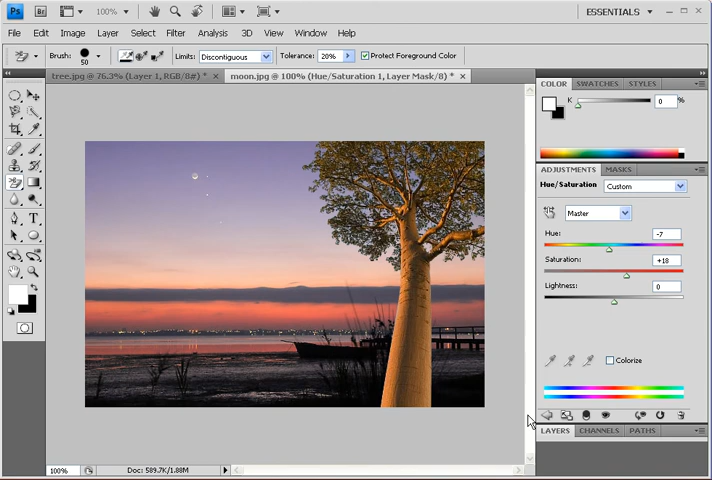 Ps Br 100% ESSENTIALS
File Edit Image Layer Select Filter Analysis 3D View Window Help
Brush: 50 Limits: Discontiguous Tolerance: 20% Protect Foreground Color
tree.jpg @ 76.3% (Layer 1, RGB/8#) * × moon.jpg @ 100% (Hue/Saturation 1, Layer Mask/8) * ×
COLOR SWATCHES STYLES
K 0 %
ADJUSTMENTS MASKS
Hue/Saturation Custom
Master
Hue: -7
Saturation: +18
Lightness: 0
Colorize
LAYERS CHANNELS PATHS
100% Doc: 589.7K/1.88M